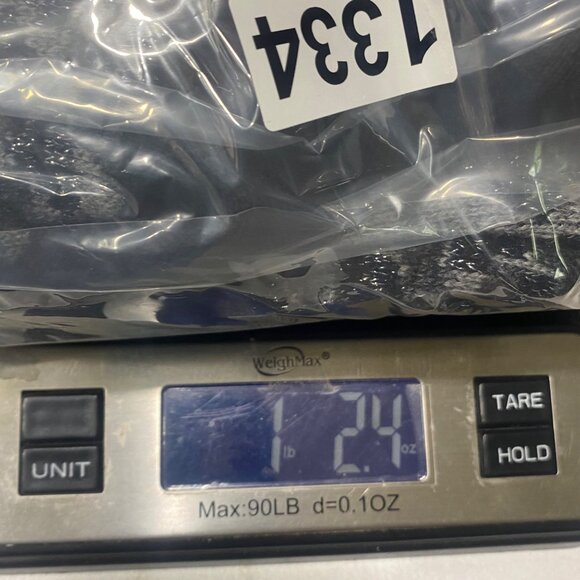 1334
WeighMax®
1 lb 2.4 oz
TARE
UNIT
HOLD
Max:90LB d=0.1OZ